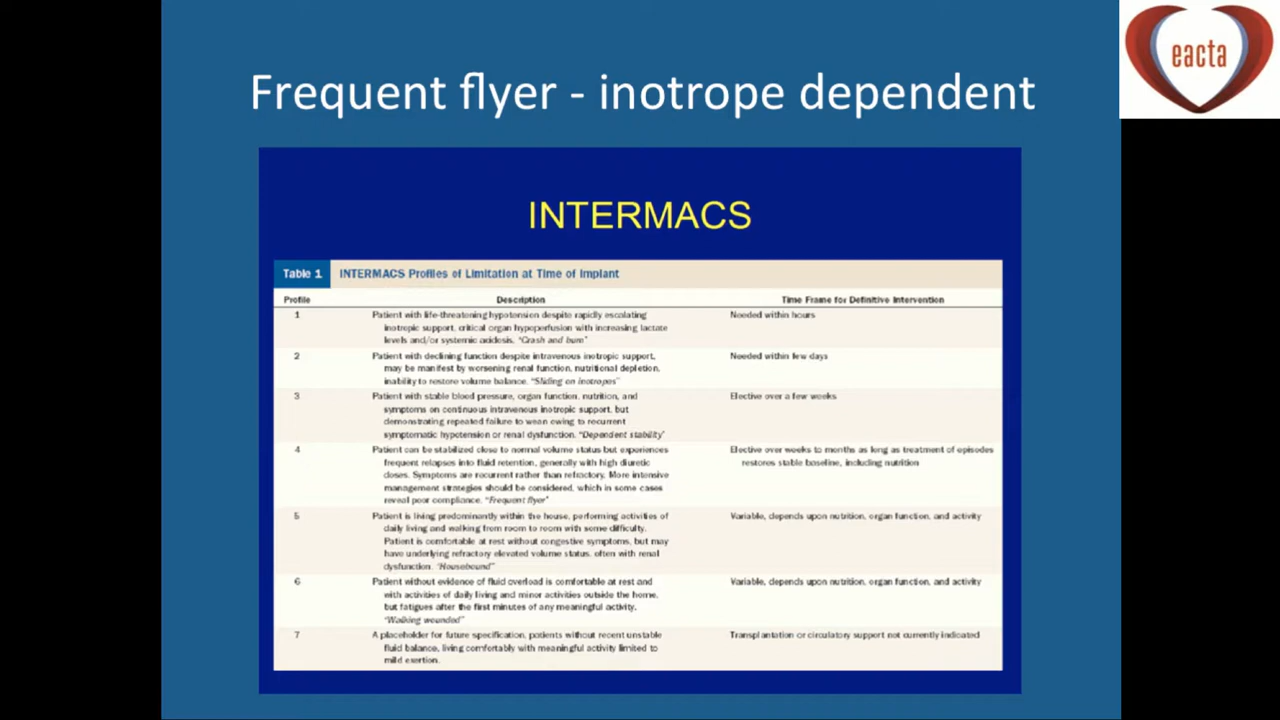 eacta
Frequent flyer - inotrope dependent
INTERMACS
Table 1 INTERMACS Profiles of Limitation at Time of Implant
Profile Description Time Frame for Definitive Intervention
1 Patient with life-threatening hypotension despite rapidly escalating Needed within hours
inotropic support, critical organ hypoperfusion with increasing lactate
levels and/or systemic acidosis. "Crash and burn"
2 Patient with declining function despite intravenous inotropic support, Needed within few days
may be manifest by worsening renal function, nutritional depletion,
inability to restore volume balance. "Sliding on inotropes"
3 Patient with stable blood pressure, organ function, nutrition, and Elective over a few weeks
symptoms on continuous intravenous inotropic support, but
demonstrating repeated failure to wean owing to recurrent
symptomatic hypotension or renal dysfunction. "Dependent stability"
4 Patient can be stabilized close to normal volume status but experiences Elective over weeks to months as long as treatment of episodes
frequent relapses into fluid retention, generally with high diuretic restores stable baseline, including nutrition
doses. Symptoms are recurrent rather than refractory. More intensive
management strategies should be considered, which in some cases
reveal poor compliance. "Frequent flyer"
5 Patient is living predominantly within the house, performing activities of Variable, depends upon nutrition, organ function, and activity
daily living and walking from room to room with some difficulty.
Patient is comfortable at rest without congestive symptoms, but may
have underlying refractory elevated volume status, often with renal
dysfunction. "Housebound"
6 Patient without evidence of fluid overload is comfortable at rest and Variable, depends upon nutrition, organ function, and activity
with activities of daily living and minor activities outside the home,
but fatigues after the first minutes of any meaningful activity.
"Walking wounded"
7 A placeholder for future specification, patients without recent unstable Transplantation or circulatory support not currently indicated
fluid balance, living comfortably with meaningful activity limited to
mild exertion.